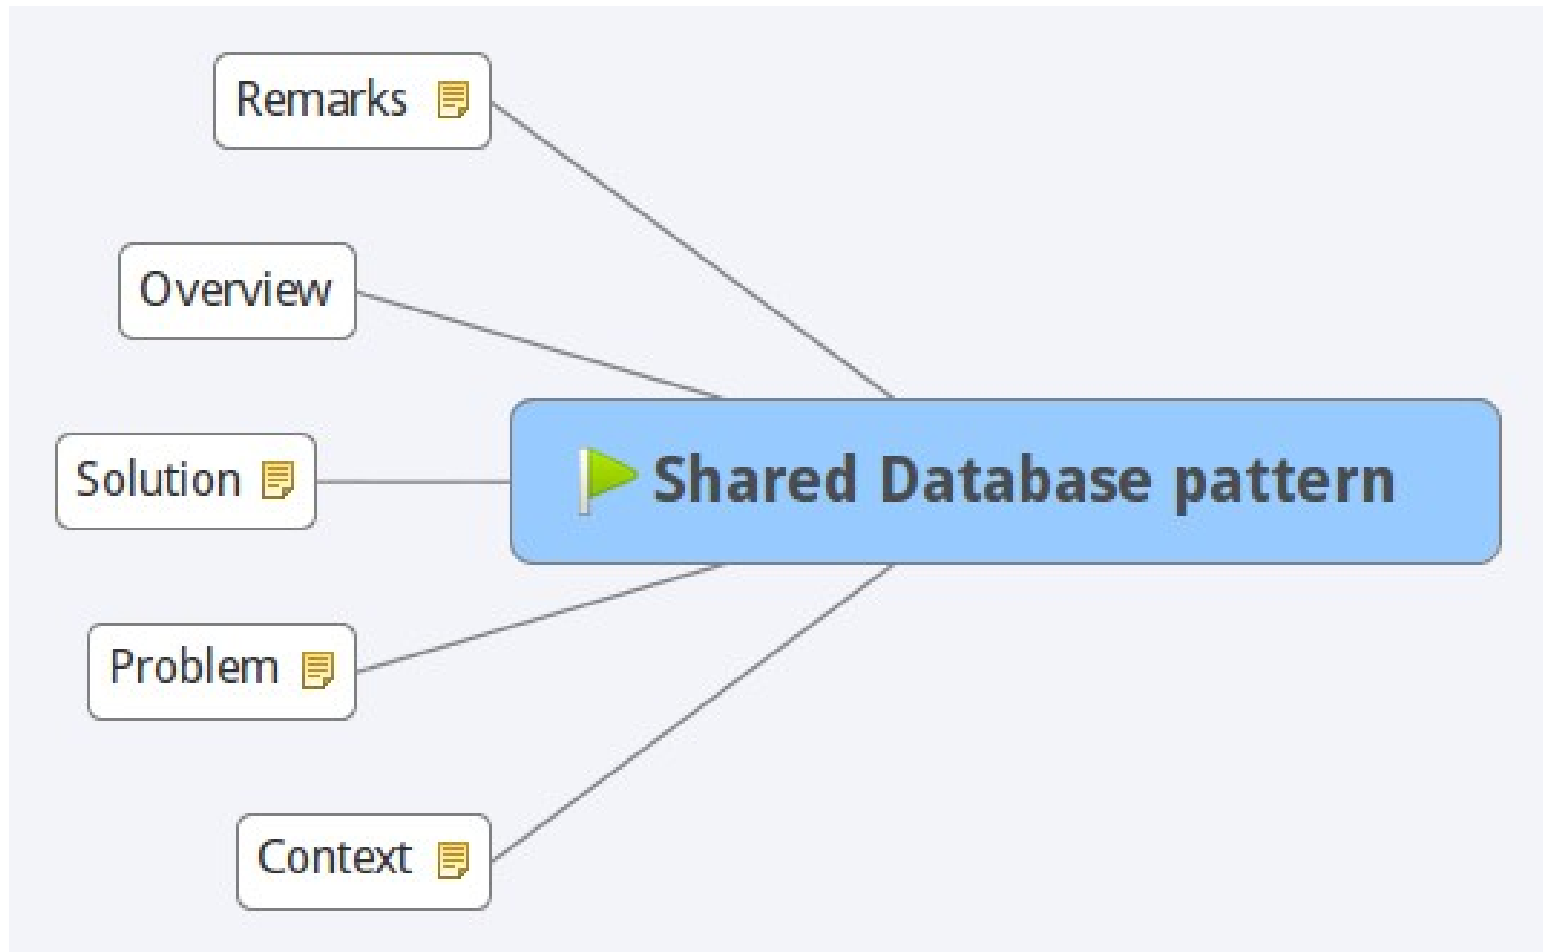 Remarks
Overview
Solution
Shared Database pattern
Problem
Context